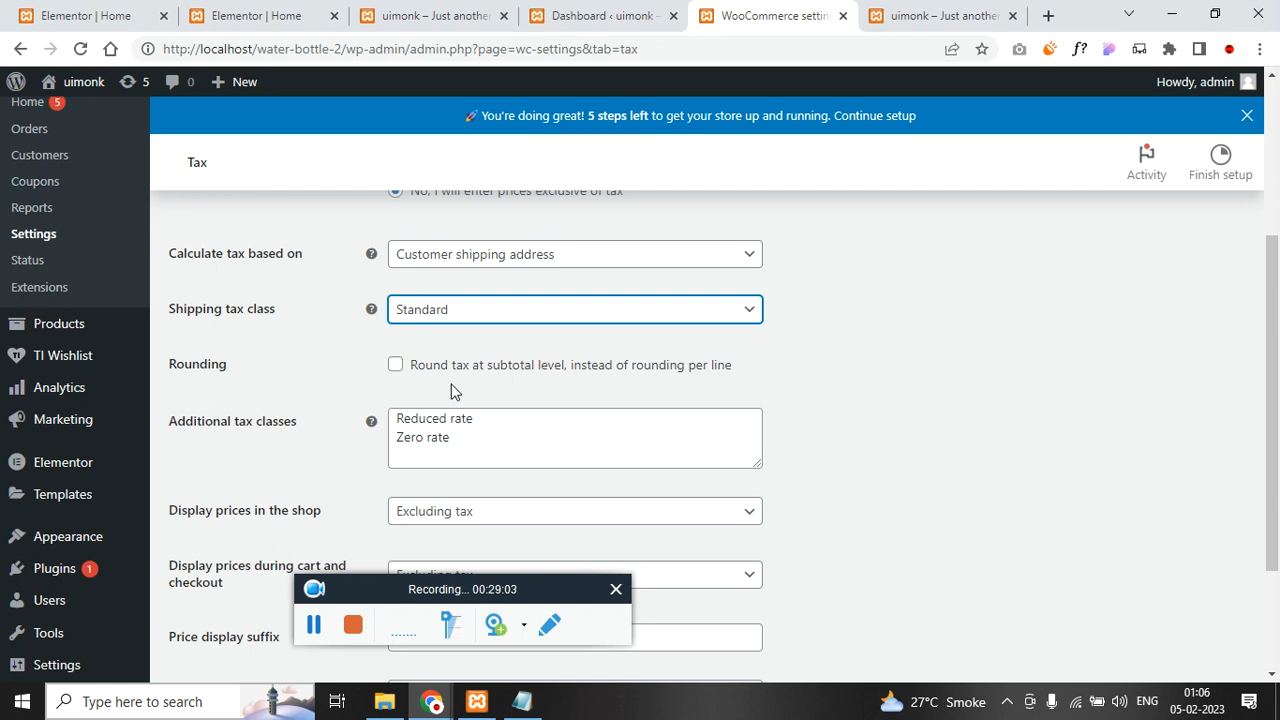 Elementor | Home
Elementor | Home
uimonk – Just anothe
Dashboard ‹ uimonk –
WooCommerce settin
uimonk – Just anothe
http://localhost/water-bottle-2/wp-admin/admin.php?page=wc-settings&tab=tax
f?
uimonk
5
0
New
Howdy, admin
Home 5
Orders
Customers
Coupons
Reports
Settings
Status
Extensions
Products
TI Wishlist
Analytics
Marketing
Elementor
Templates
Appearance
Plugins 1
Users
Tools
Settings
🚀 You're doing great! 5 steps left to get your store up and running. Continue setup
Tax
Activity
Finish setup
No, I will enter prices exclusive of tax
Calculate tax based on
Customer shipping address
Shipping tax class
Standard
Rounding
Round tax at subtotal level, instead of rounding per line
Additional tax classes
Reduced rate
Zero rate
Display prices in the shop
Excluding tax
Display prices during cart and
checkout
Excluding tax
Price display suffix
Recording... 00:29:03
Type here to search
27°C Smoke
ENG
01:06
05-02-2023